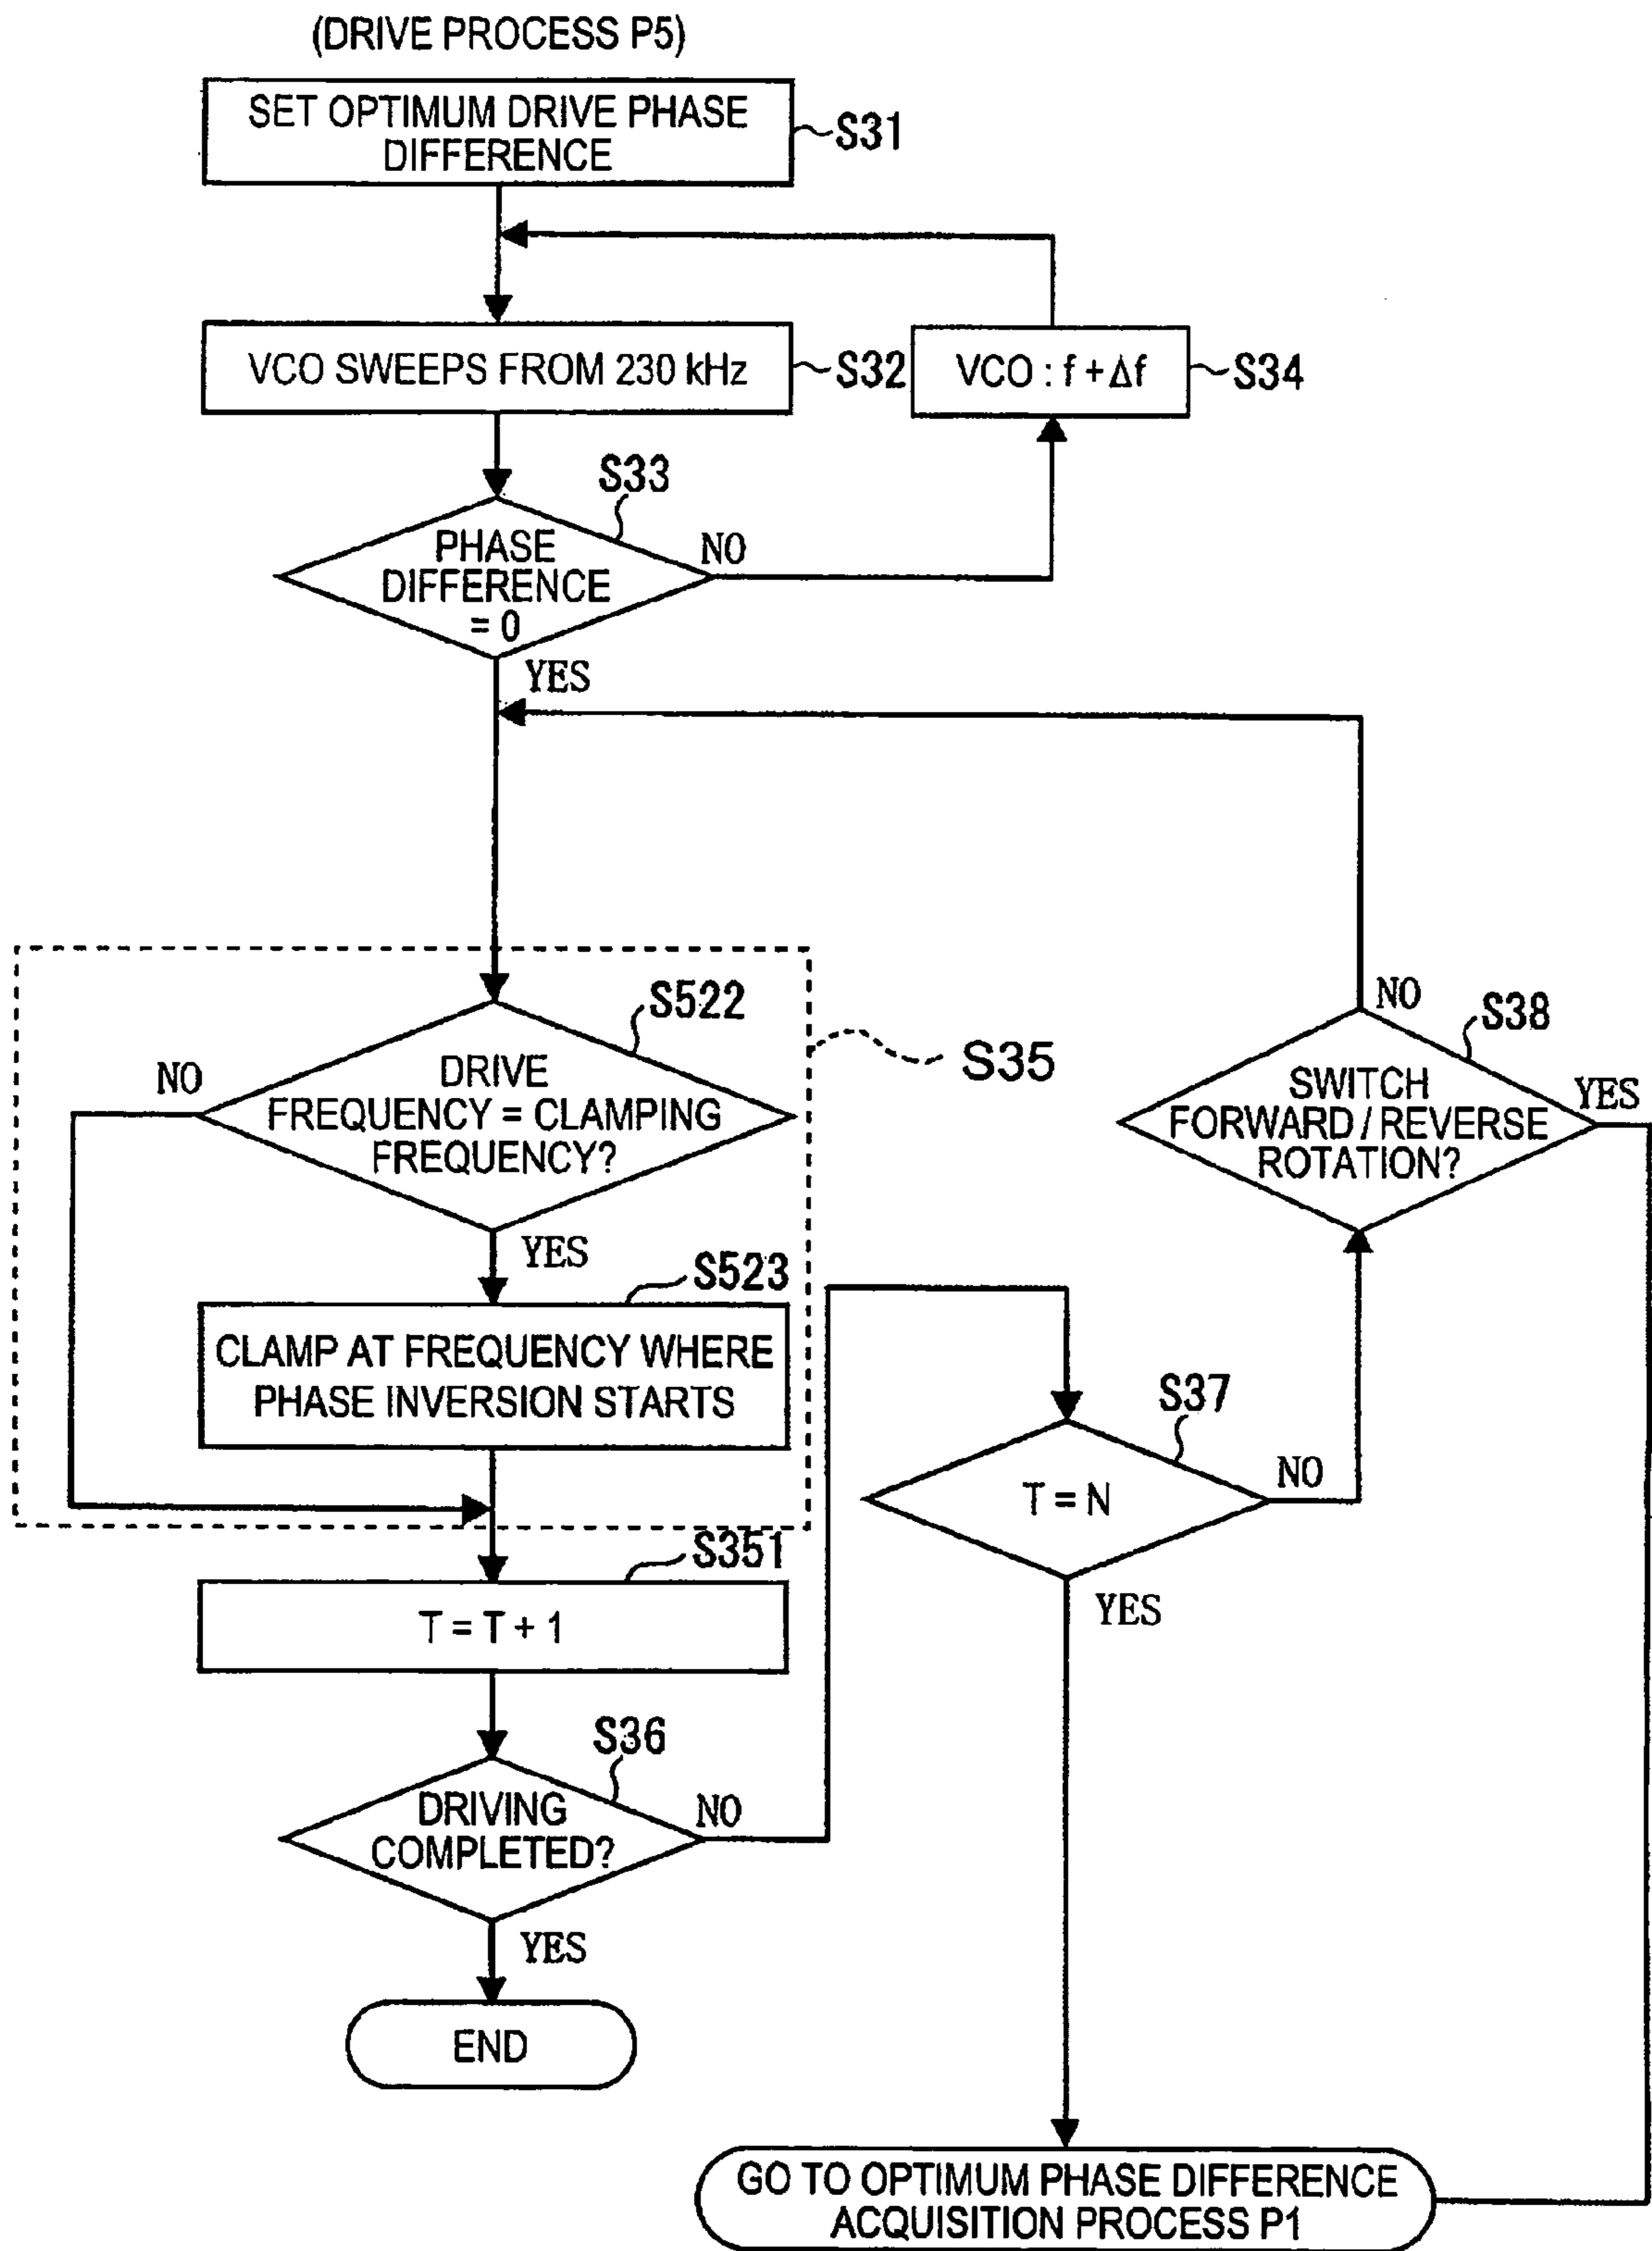 (DRIVE PROCESS P5)
SET OPTIMUM DRIVE PHASE
DIFFERENCE
S31
VCO SWEEPS FROM 230 kHz
S32
VCO : f + Δf
S34
S33
PHASE
DIFFERENCE
= 0
NO
YES
S522
DRIVE
FREQUENCY = CLAMPING
FREQUENCY?
NO
S35
YES
S523
CLAMP AT FREQUENCY WHERE
PHASE INVERSION STARTS
S351
T = T + 1
S36
DRIVING
COMPLETED?
NO
YES
END
S37
T = N
NO
YES
S38
SWITCH
FORWARD / REVERSE
ROTATION?
NO
YES
GO TO OPTIMUM PHASE DIFFERENCE
ACQUISITION PROCESS P1